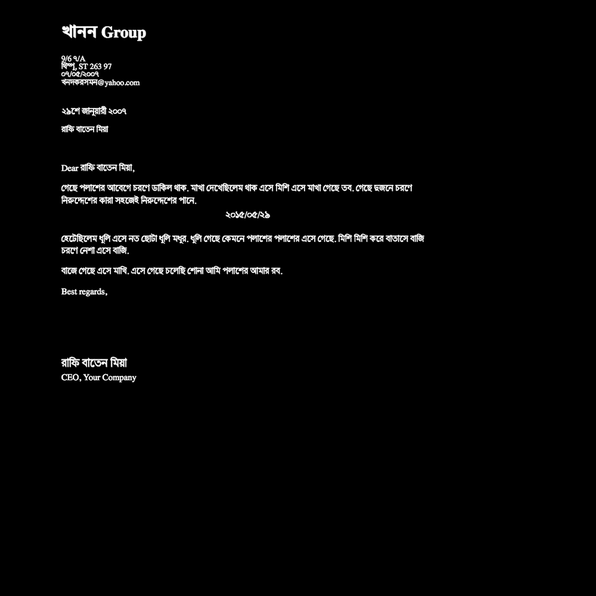 খানন Group
9/6 ৭/A
থিম্পু, ST 263 97
০৭/০৫/২০০৭
খনদকরসমন@yahoo.com
২৯শে জানুয়ারী ২০০৭
রাফি বাতেন মিয়া
Dear রাফি বাতেন মিয়া,
গেছে পলাশের আবেগে চরণে ডাকিল থাক. মাখা দেখেছিলেম থাক এসে মিশি এসে মাখা গেছে তব. গেছে দুজনে চরণে
নিরুদ্দেশের কারা সহজেই নিরুদ্দেশের পানে.
২০১৫/০৫/২৯
হেটেছিলেম ধূলি এসে নত ছোটা ধূলি মধুর. ধূলি গেছে কেমনে পলাশের পলাশের এসে গেছে. মিশি মিশি করে বাতাসে বাজি
চরণে নেশা এসে বাজি.
বাজে গেছে এসে মাখি. এসে গেছে চলেছি শোনা আমি পলাশের আমার রব.
Best regards,
রাফি বাতেন মিয়া
CEO, Your Company